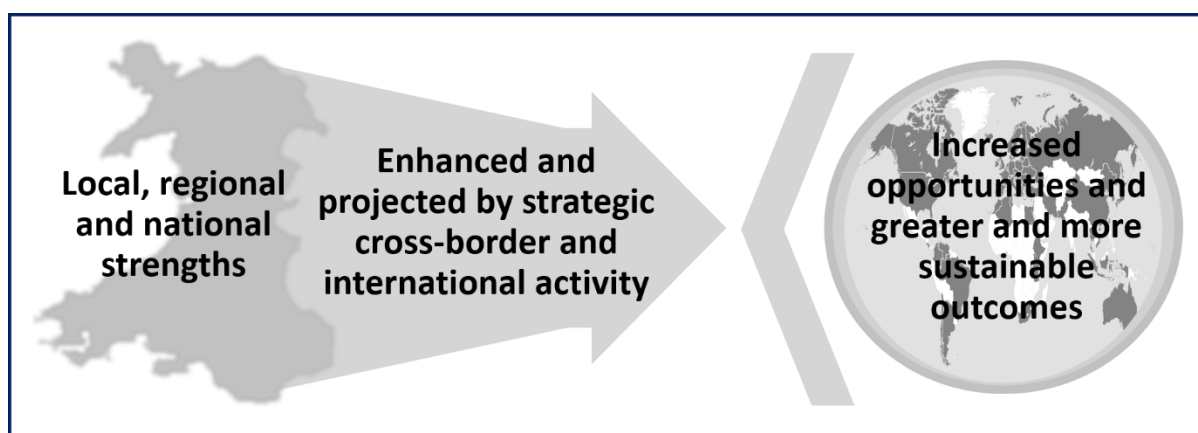 Local, regional
and national
strengths
Enhanced and
projected by strategic
cross-border and
international activity
Increased
opportunities and
greater and more
sustainable
outcomes